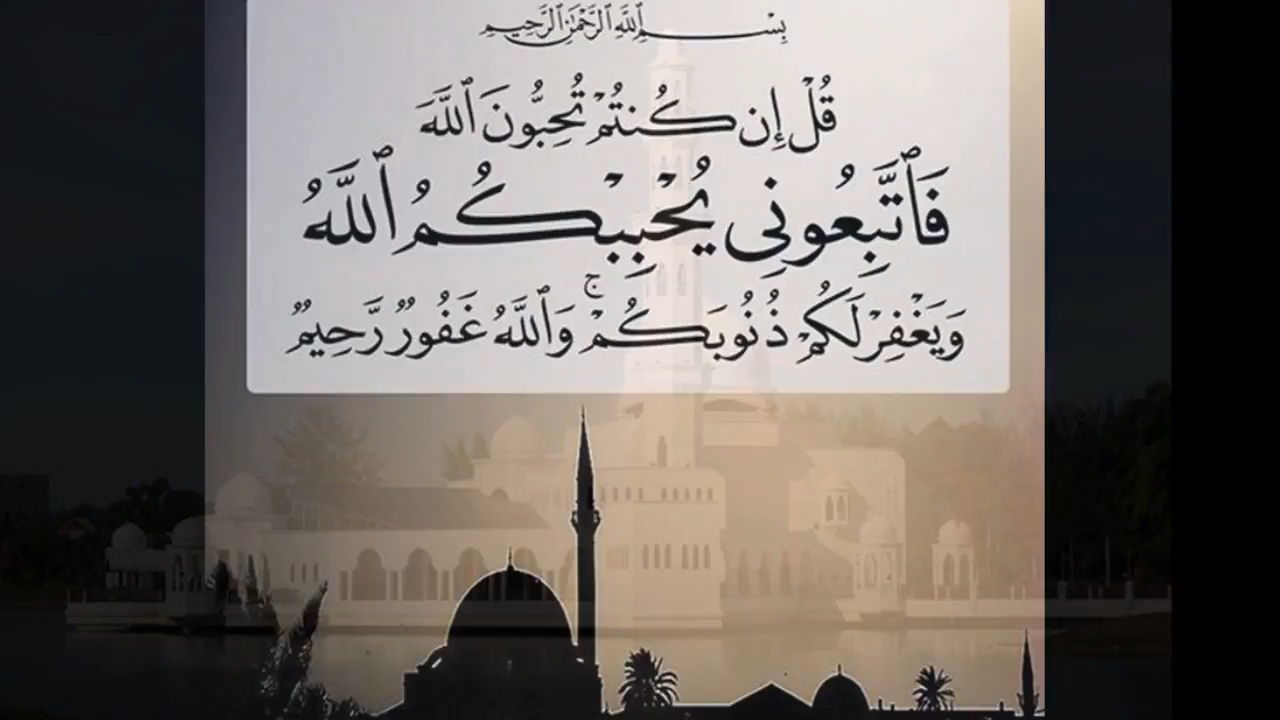 بِسْمِ ٱللَّهِ ٱلرَّحْمَٰنِ ٱلرَّحِيمِ
قُلْ إِن كُنتُمْ تُحِبُّونَ ٱللَّهَ
فَٱتَّبِعُونِى يُحْبِبْكُمُ ٱللَّهُ
وَيَغْفِرْ لَكُمْ ذُنُوبَكُمْ ۚ وَٱللَّهُ غَفُورٌ رَّحِيمٌ